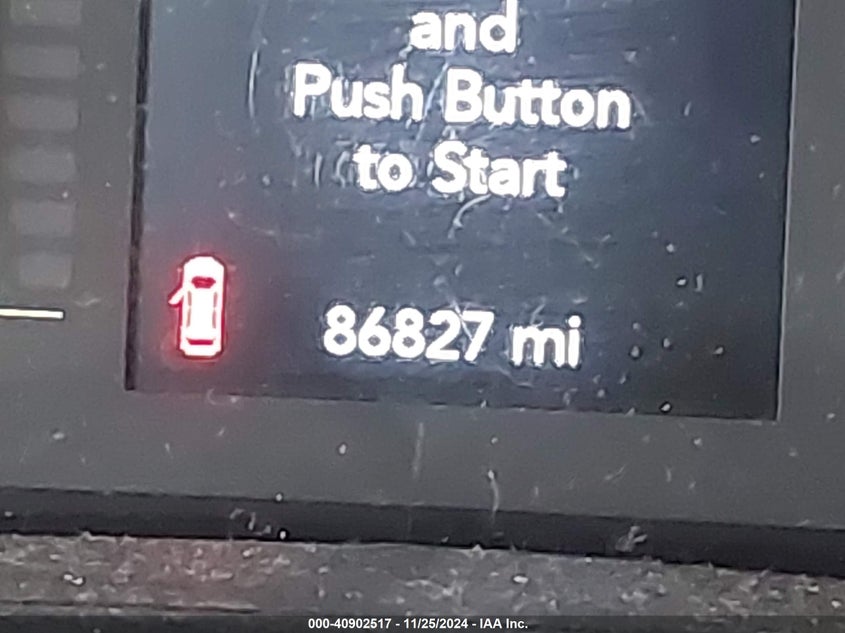 and
Push Button
to Start
86827 mi
000-40902517 - 11/25/2024 - IAA Inc.